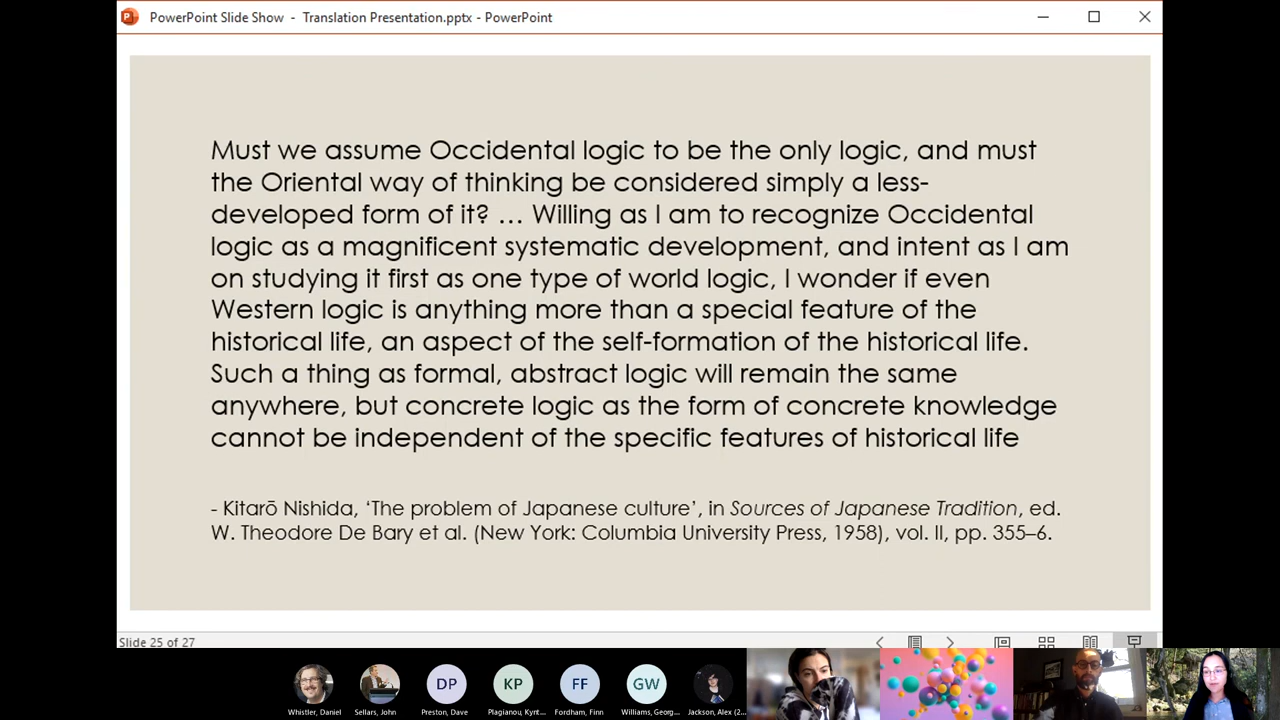 PowerPoint Slide Show - Translation Presentation.pptx - PowerPoint
Must we assume Occidental logic to be the only logic, and must
the Oriental way of thinking be considered simply a less-
developed form of it? … Willing as I am to recognize Occidental
logic as a magnificent systematic development, and intent as I am
on studying it first as one type of world logic, I wonder if even
Western logic is anything more than a special feature of the
historical life, an aspect of the self-formation of the historical life.
Such a thing as formal, abstract logic will remain the same
anywhere, but concrete logic as the form of concrete knowledge
cannot be independent of the specific features of historical life
- Kitarō Nishida, ‘The problem of Japanese culture’, in Sources of Japanese Tradition, ed.
W. Theodore De Bary et al. (New York: Columbia University Press, 1958), vol. II, pp. 355–6.
Slide 25 of 27
DP KP FF GW
Whistler, Daniel Sellars, John Preston, Dave Plagianou, Kynt... Fordham, Finn Williams, Georg... Jackson, Alex (2...